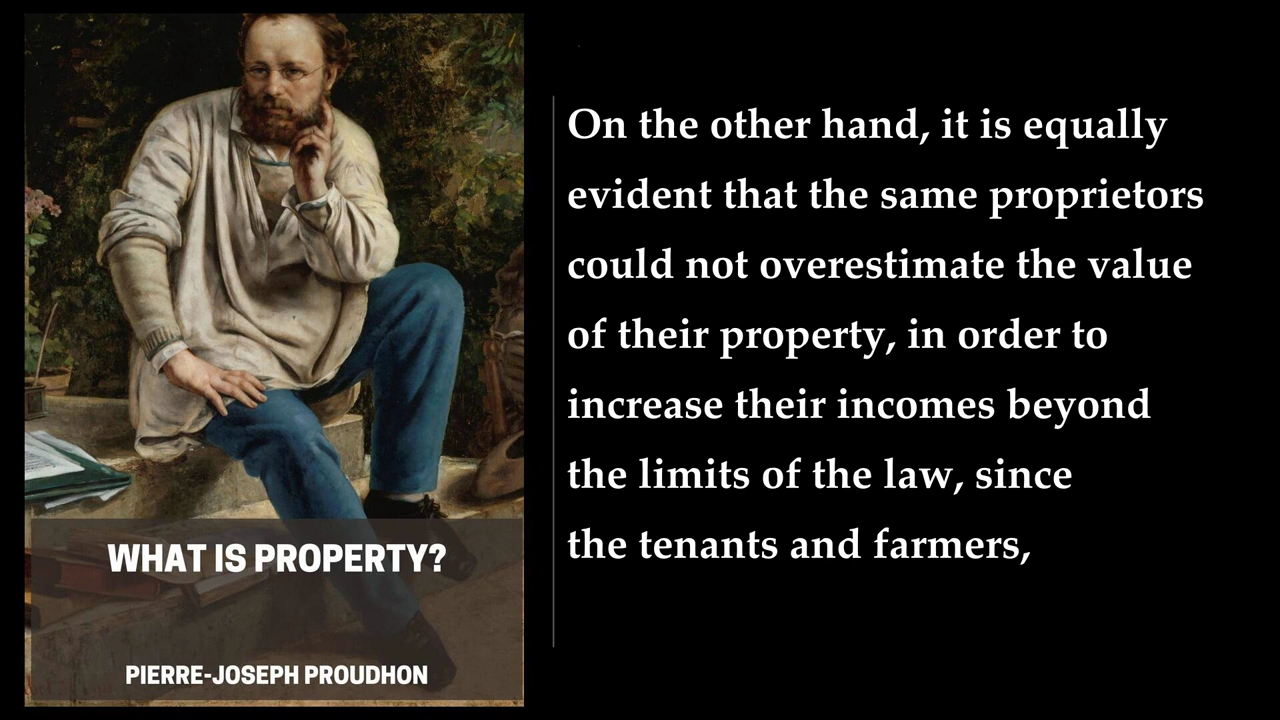 WHAT IS PROPERTY?
PIERRE-JOSEPH PROUDHON
On the other hand, it is equally
evident that the same proprietors
could not overestimate the value
of their property, in order to
increase their incomes beyond
the limits of the law, since
the tenants and farmers,